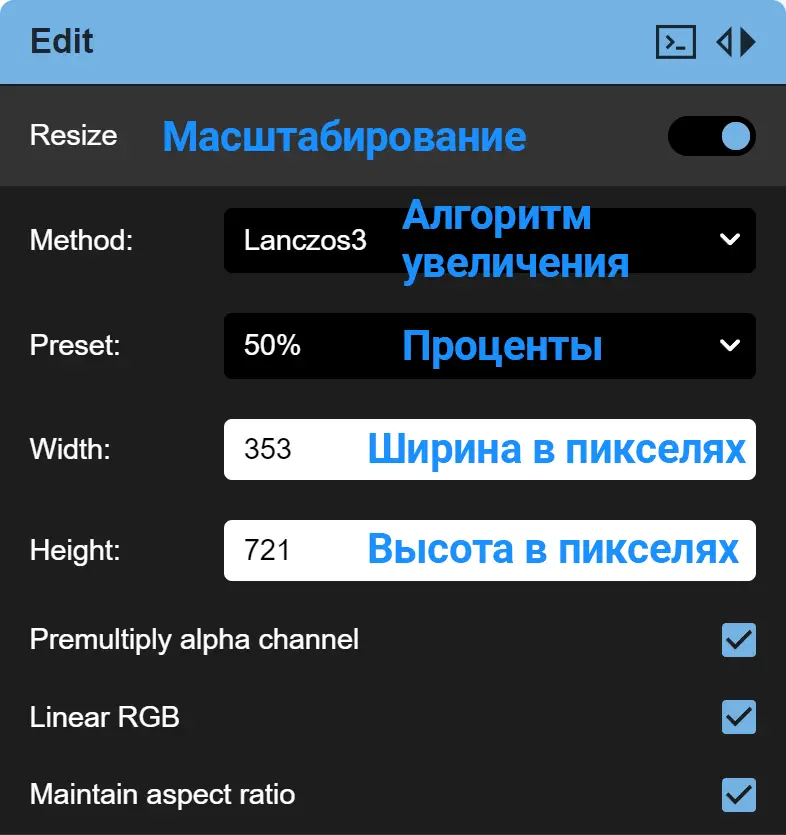 Edit
Resize Масштабирование
Method: Lanczos3 Алгоритм
увеличения
Preset: 50% Проценты
Width: 353 Ширина в пикселях
Height: 721 Высота в пикселях
Premultiply alpha channel
Linear RGB
Maintain aspect ratio